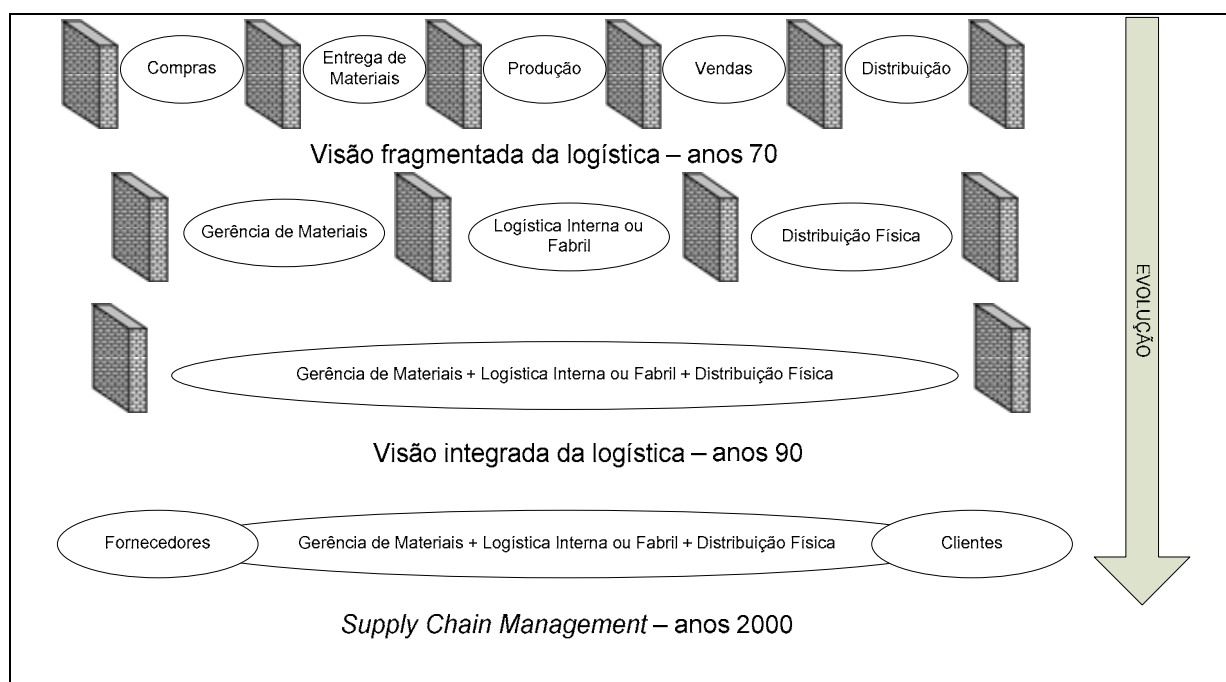 Compras
Entrega de
Materiais
Produção
Vendas
Distribuição
Visão fragmentada da logística – anos 70
Gerência de Materiais
Logística Interna ou
Fabril
Distribuição Física
Gerência de Materiais + Logística Interna ou Fabril + Distribuição Física
Visão integrada da logística – anos 90
Fornecedores
Gerência de Materiais + Logística Interna ou Fabril + Distribuição Física
Clientes
Supply Chain Management – anos 2000
EVOLUÇÃO